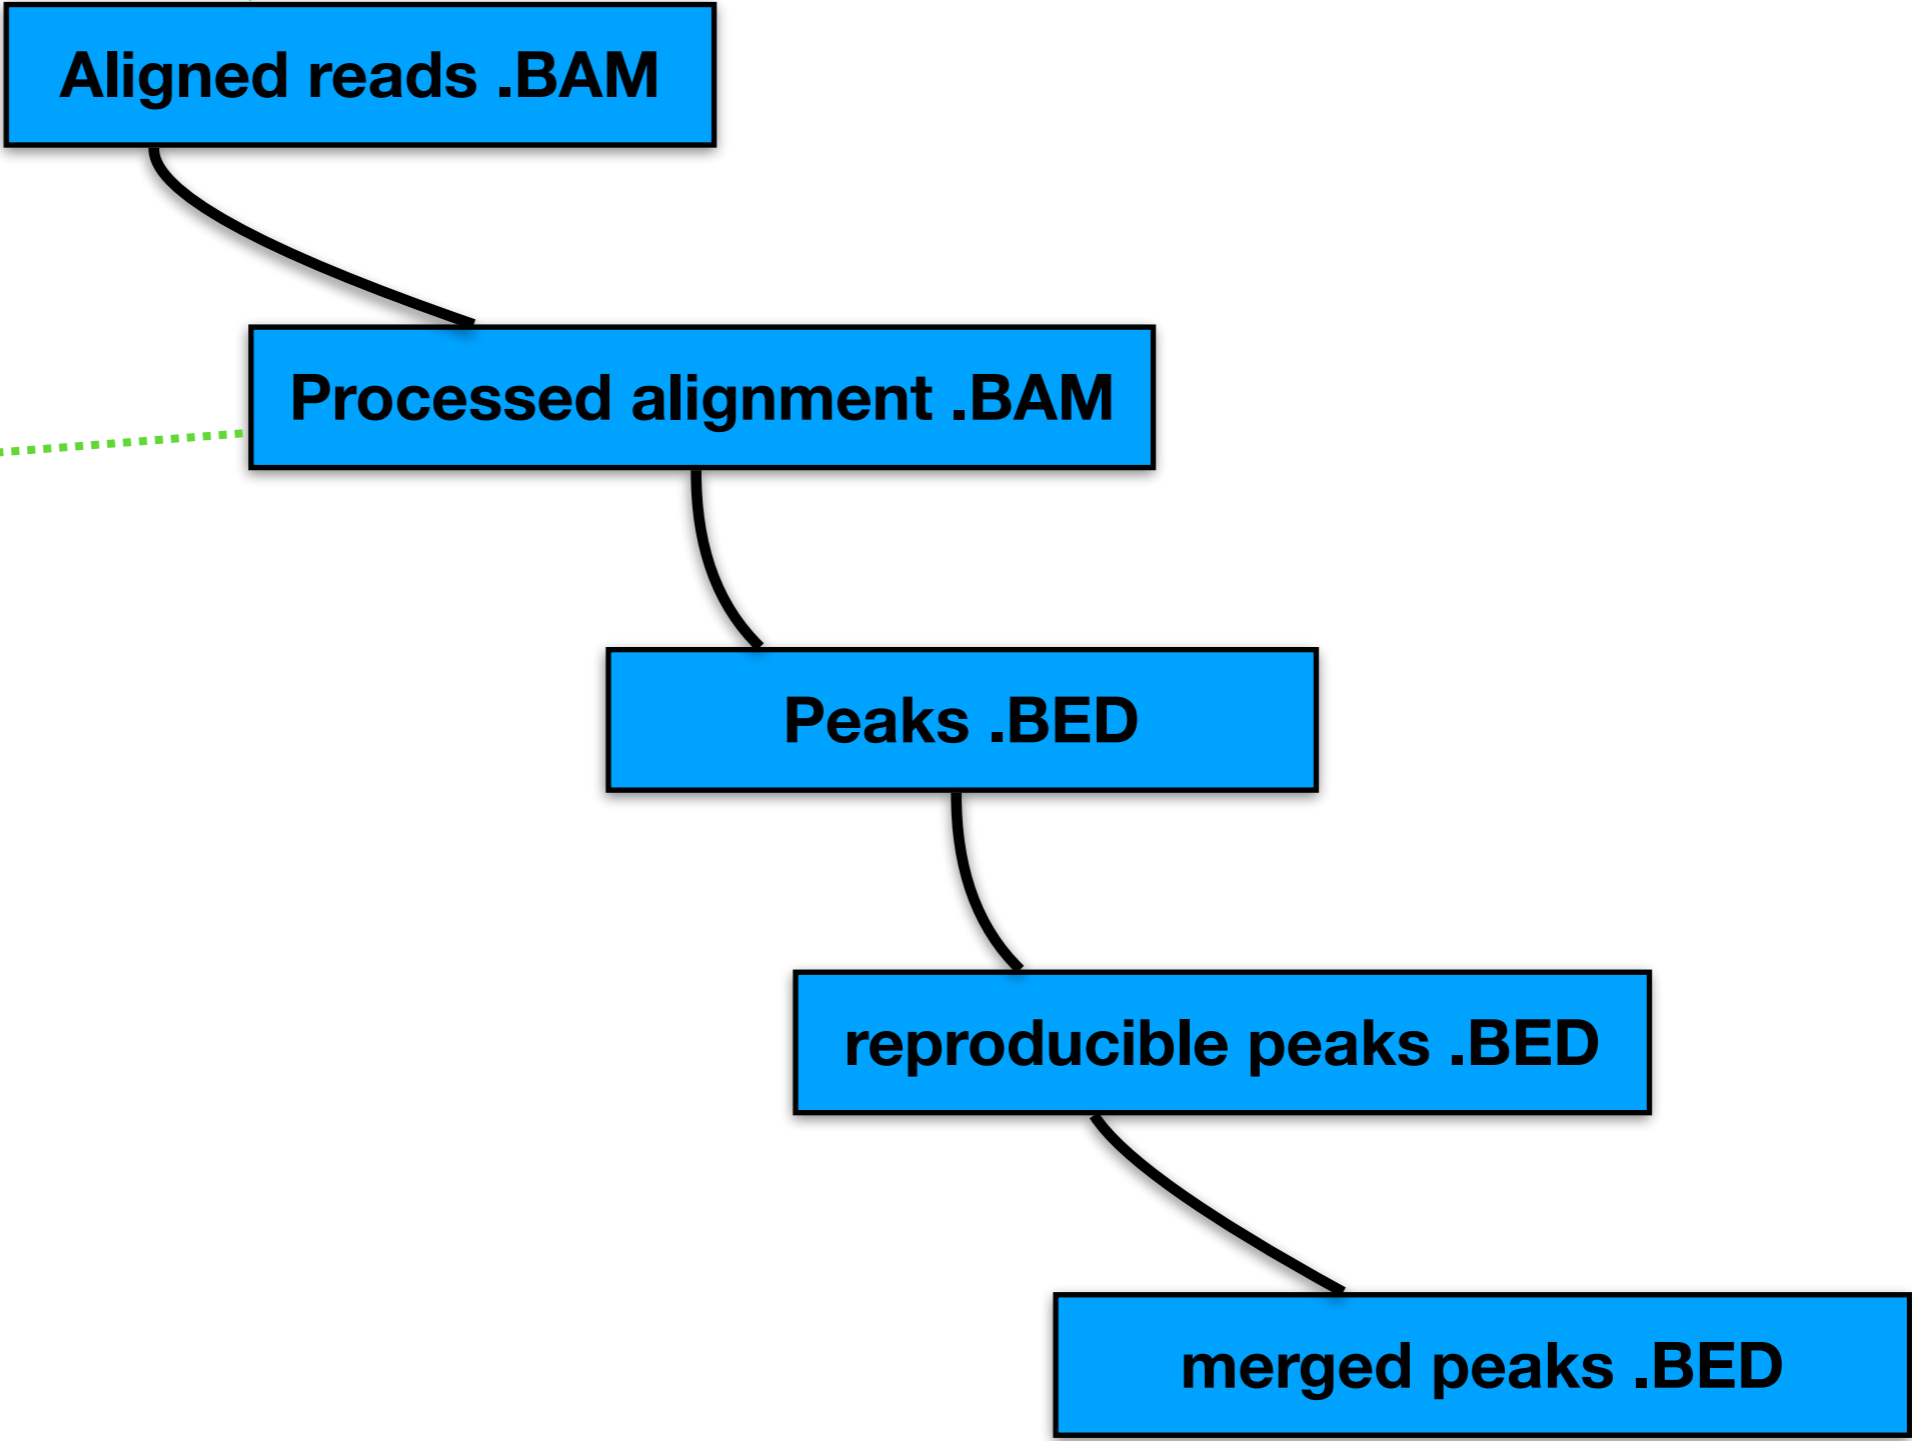 Aligned reads .BAM
Processed alignment .BAM
Peaks .BED
reproducible peaks .BED
merged peaks .BED